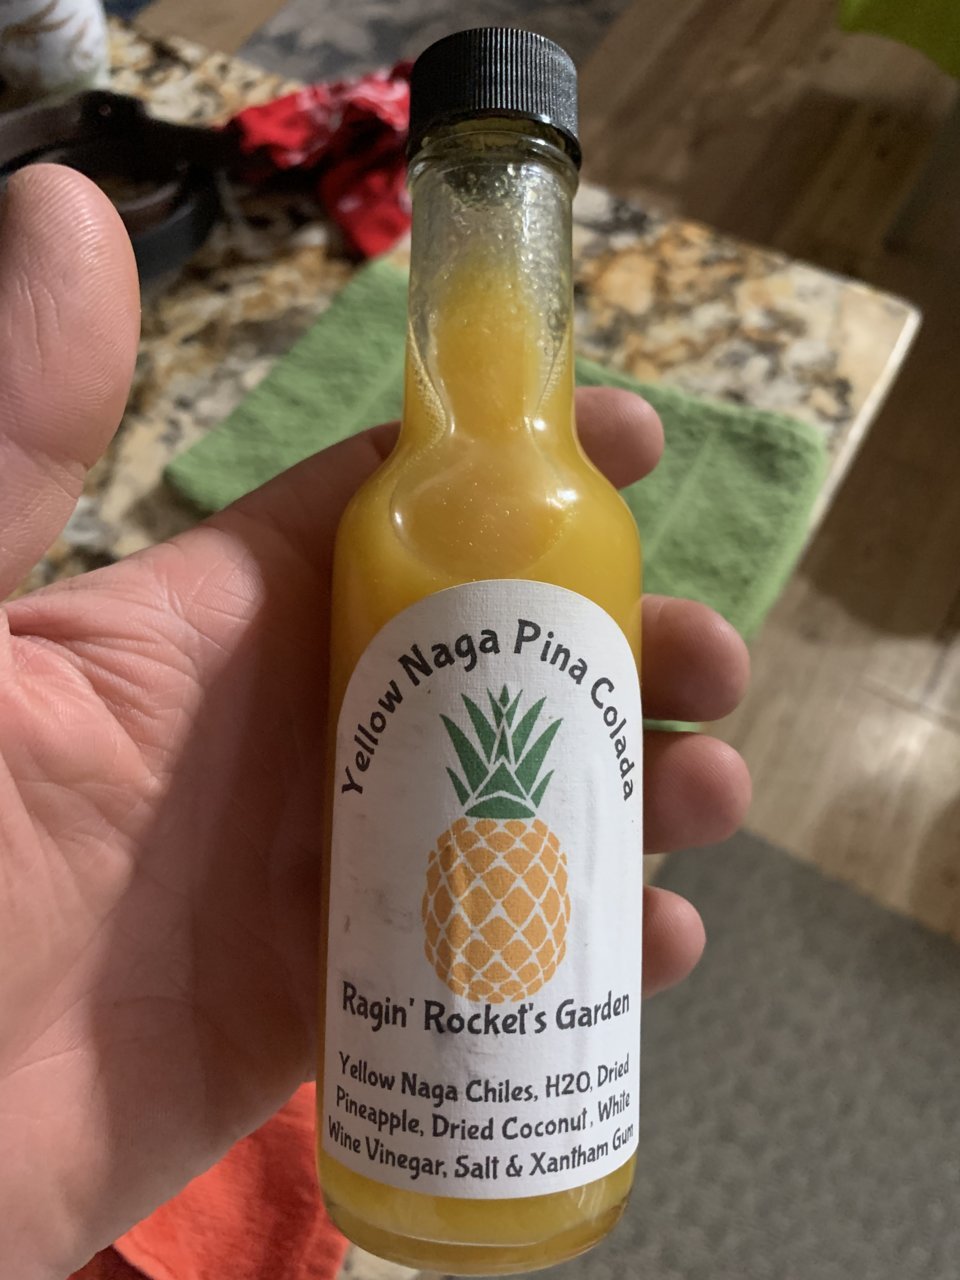 Yellow Naga Pina Colada
Ragin' Rocket's Garden
Yellow Naga Chiles, H2O, Dried
Pineapple, Dried Coconut, White
Wine Vinegar, Salt & Xantham Gum